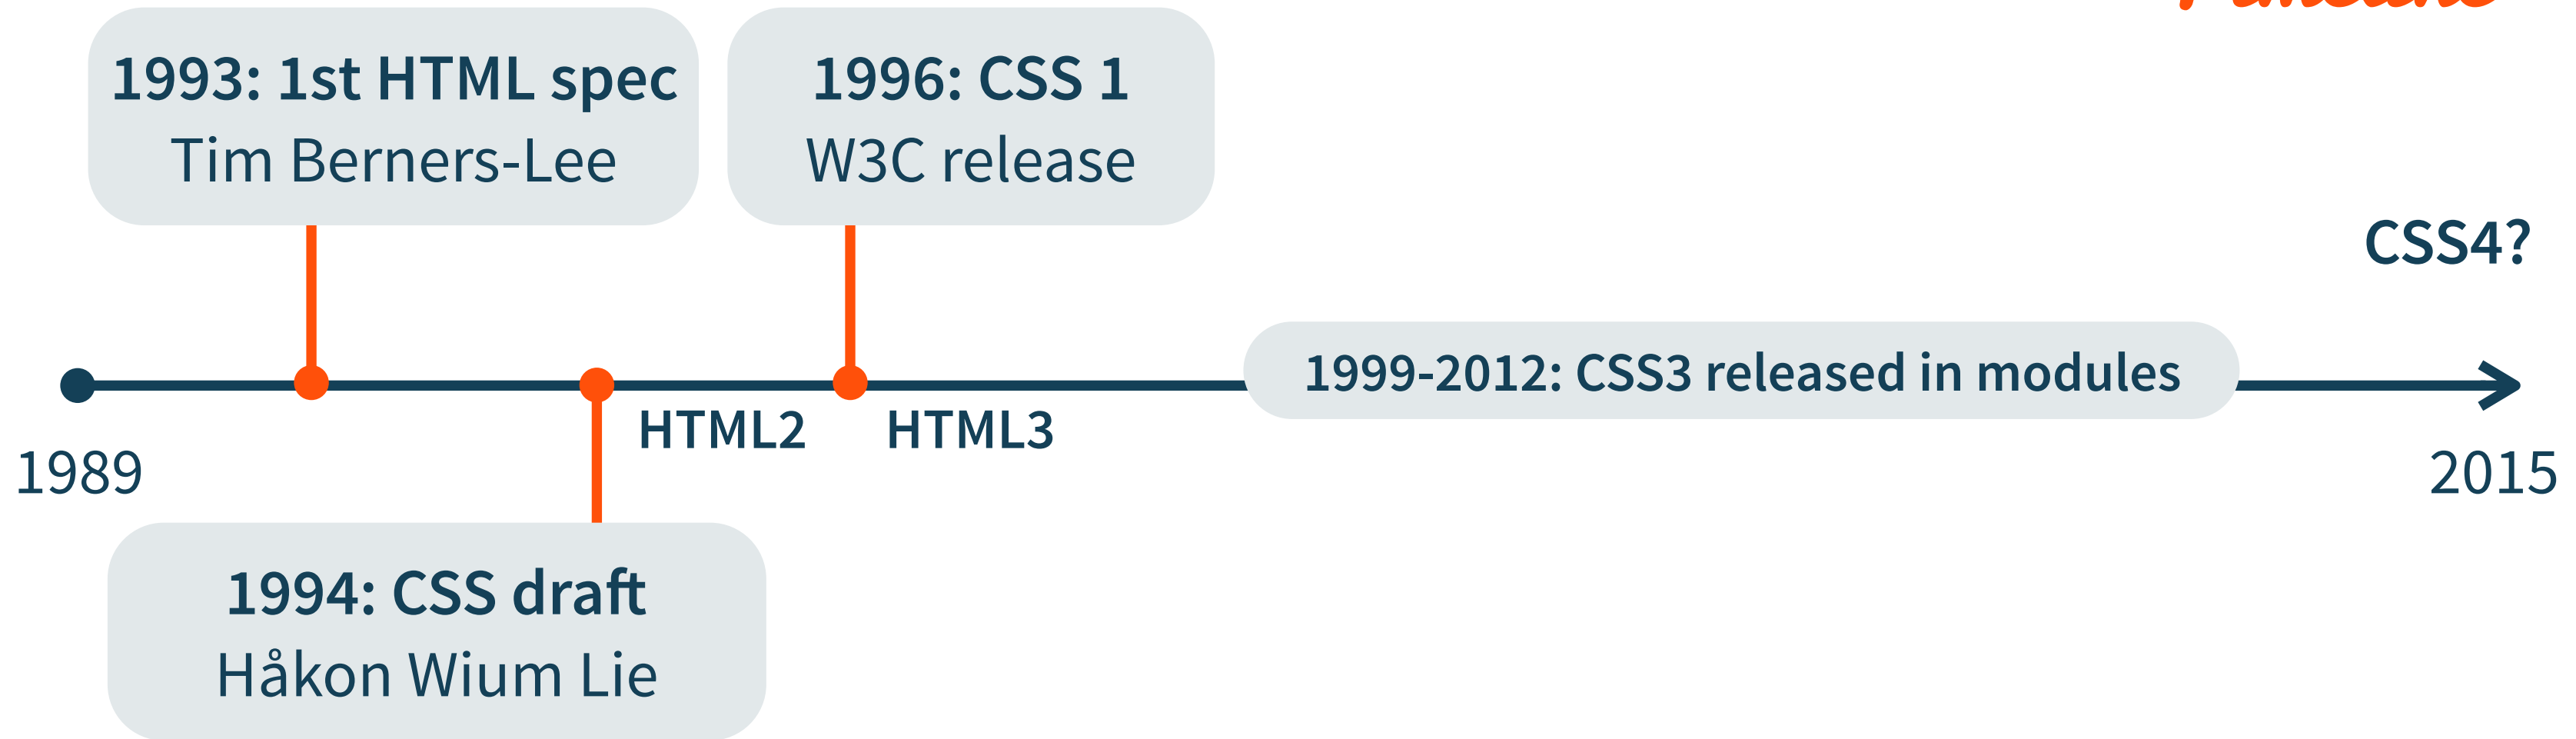 1993: 1st HTML spec
Tim Berners-Lee
1996: CSS 1
W3C release
CSS4?
1999-2012: CSS3 released in modules
HTML2
HTML3
1989
2015
1994: CSS draft
Håkon Wium Lie